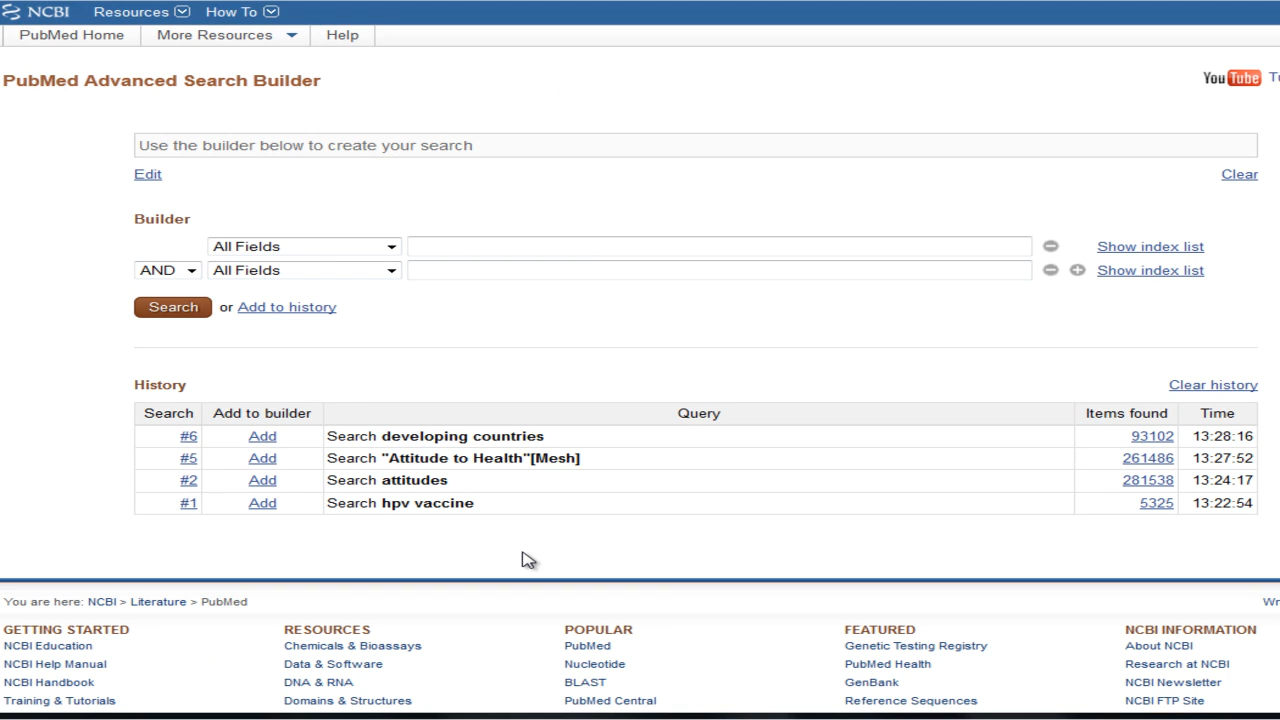 NCBI Resources How To
PubMed Home More Resources Help
PubMed Advanced Search Builder
YouTube
Use the builder below to create your search
Edit Clear
Builder
All Fields Show index list
AND All Fields Show index list
Search or Add to history
History Clear history
Search Add to builder Query Items found Time
#6 Add Search developing countries 93102 13:28:16
#5 Add Search "Attitude to Health"[Mesh] 261486 13:27:52
#2 Add Search attitudes 281538 13:24:17
#1 Add Search hpv vaccine 5325 13:22:54
You are here: NCBI > Literature > PubMed
GETTING STARTED RESOURCES POPULAR FEATURED NCBI INFORMATION
NCBI Education Chemicals & Bioassays PubMed Genetic Testing Registry About NCBI
NCBI Help Manual Data & Software Nucleotide PubMed Health Research at NCBI
NCBI Handbook DNA & RNA BLAST GenBank NCBI Newsletter
Training & Tutorials Domains & Structures PubMed Central Reference Sequences NCBI FTP Site